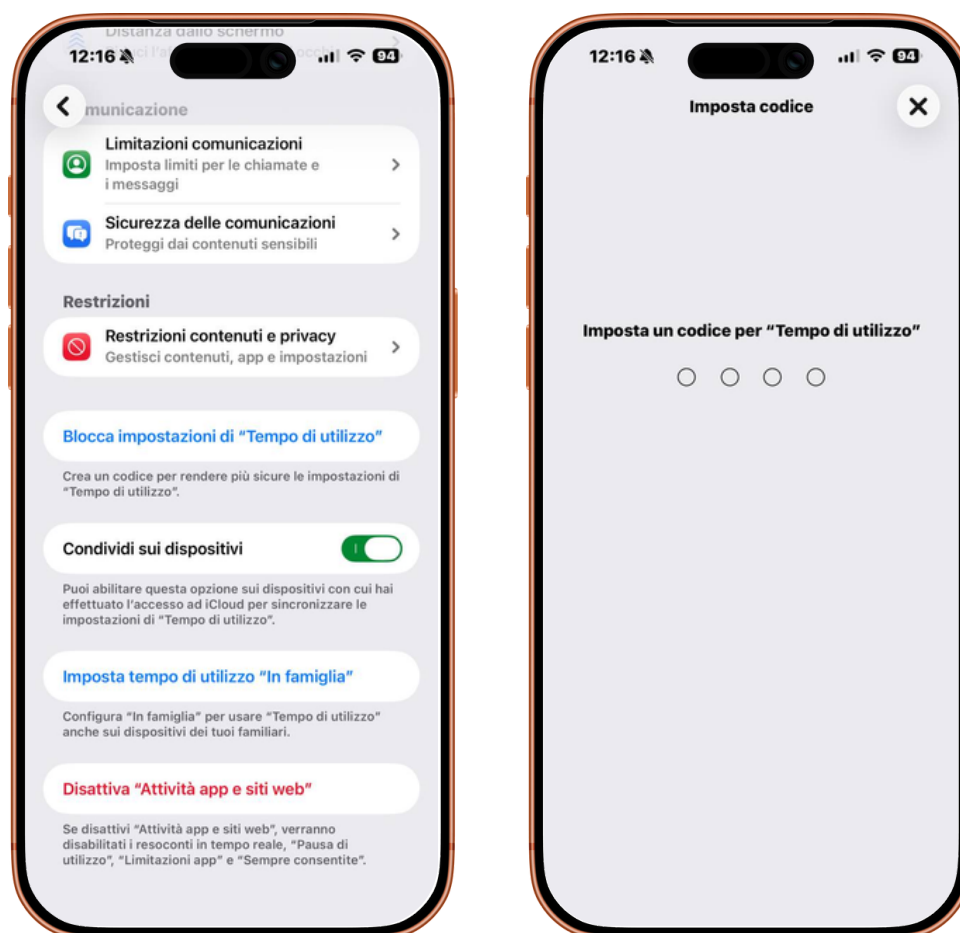 Distanza dallo schermo
12:16
94
Comunicazione
Limitazioni comunicazioni
Imposta limiti per le chiamate e
i messaggi
Sicurezza delle comunicazioni
Proteggi dai contenuti sensibili
Restrizioni
Restrizioni contenuti e privacy
Gestisci contenuti, app e impostazioni
Blocca impostazioni di “Tempo di utilizzo”
Crea un codice per rendere più sicure le impostazioni di
“Tempo di utilizzo”.
Condividi sui dispositivi
Puoi abilitare questa opzione sui dispositivi con cui hai
effettuato l’accesso ad iCloud per sincronizzare le
impostazioni di “Tempo di utilizzo”.
Imposta tempo di utilizzo “In famiglia”
Configura “In famiglia” per usare “Tempo di utilizzo”
anche sui dispositivi dei tuoi familiari.
Disattiva “Attività app e siti web”
Se disattivi “Attività app e siti web”, verranno
disabilitati i resoconti in tempo reale, “Pausa di
utilizzo”, “Limitazioni app” e “Sempre consentite”.
12:16
94
Imposta codice
Imposta un codice per “Tempo di utilizzo”